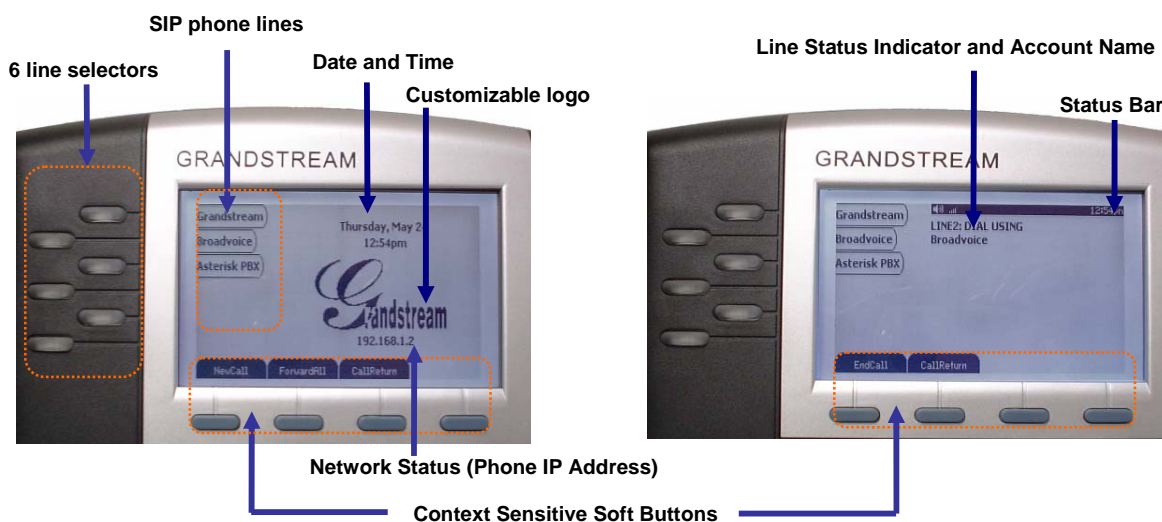 SIP phone lines
6 line selectors
Date and Time
Customizable logo
GRANDSTREAM
Grandstream
Broadvoice
Asterisk PBX
Thursday, May
12:54pm
Grandstream
192.168.1.2
NewCall ForwardAll CallReturn
Network Status (Phone IP Address)
Context Sensitive Soft Buttons
Line Status Indicator and Account Name
Status Bar
GRANDSTREAM
Grandstream
Broadvoice
Asterisk PBX
LINE2: DIAL USING
Broadvoice
EndCall CallReturn